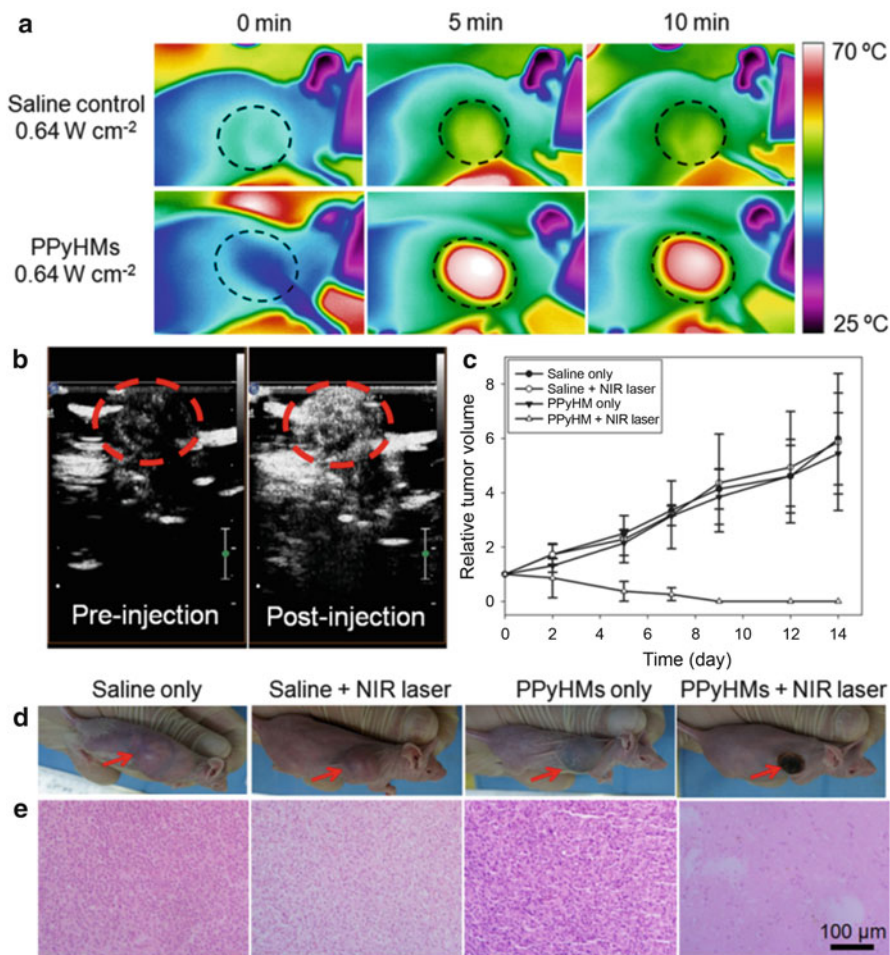 a
0 min
5 min
10 min
Saline control
0.64 W cm-2
PPyHMs
0.64 W cm-2
70 ºC
25 ºC
b
Pre-injection
Post-injection
c
Saline only
Saline + NIR laser
PPyHM only
PPyHM + NIR laser
Relative tumor volume
8
6
4
2
0
0 2 4 6 8 10 12 14
Time (day)
d
Saline only
Saline + NIR laser
PPyHMs only
PPyHMs + NIR laser
e
100 µm